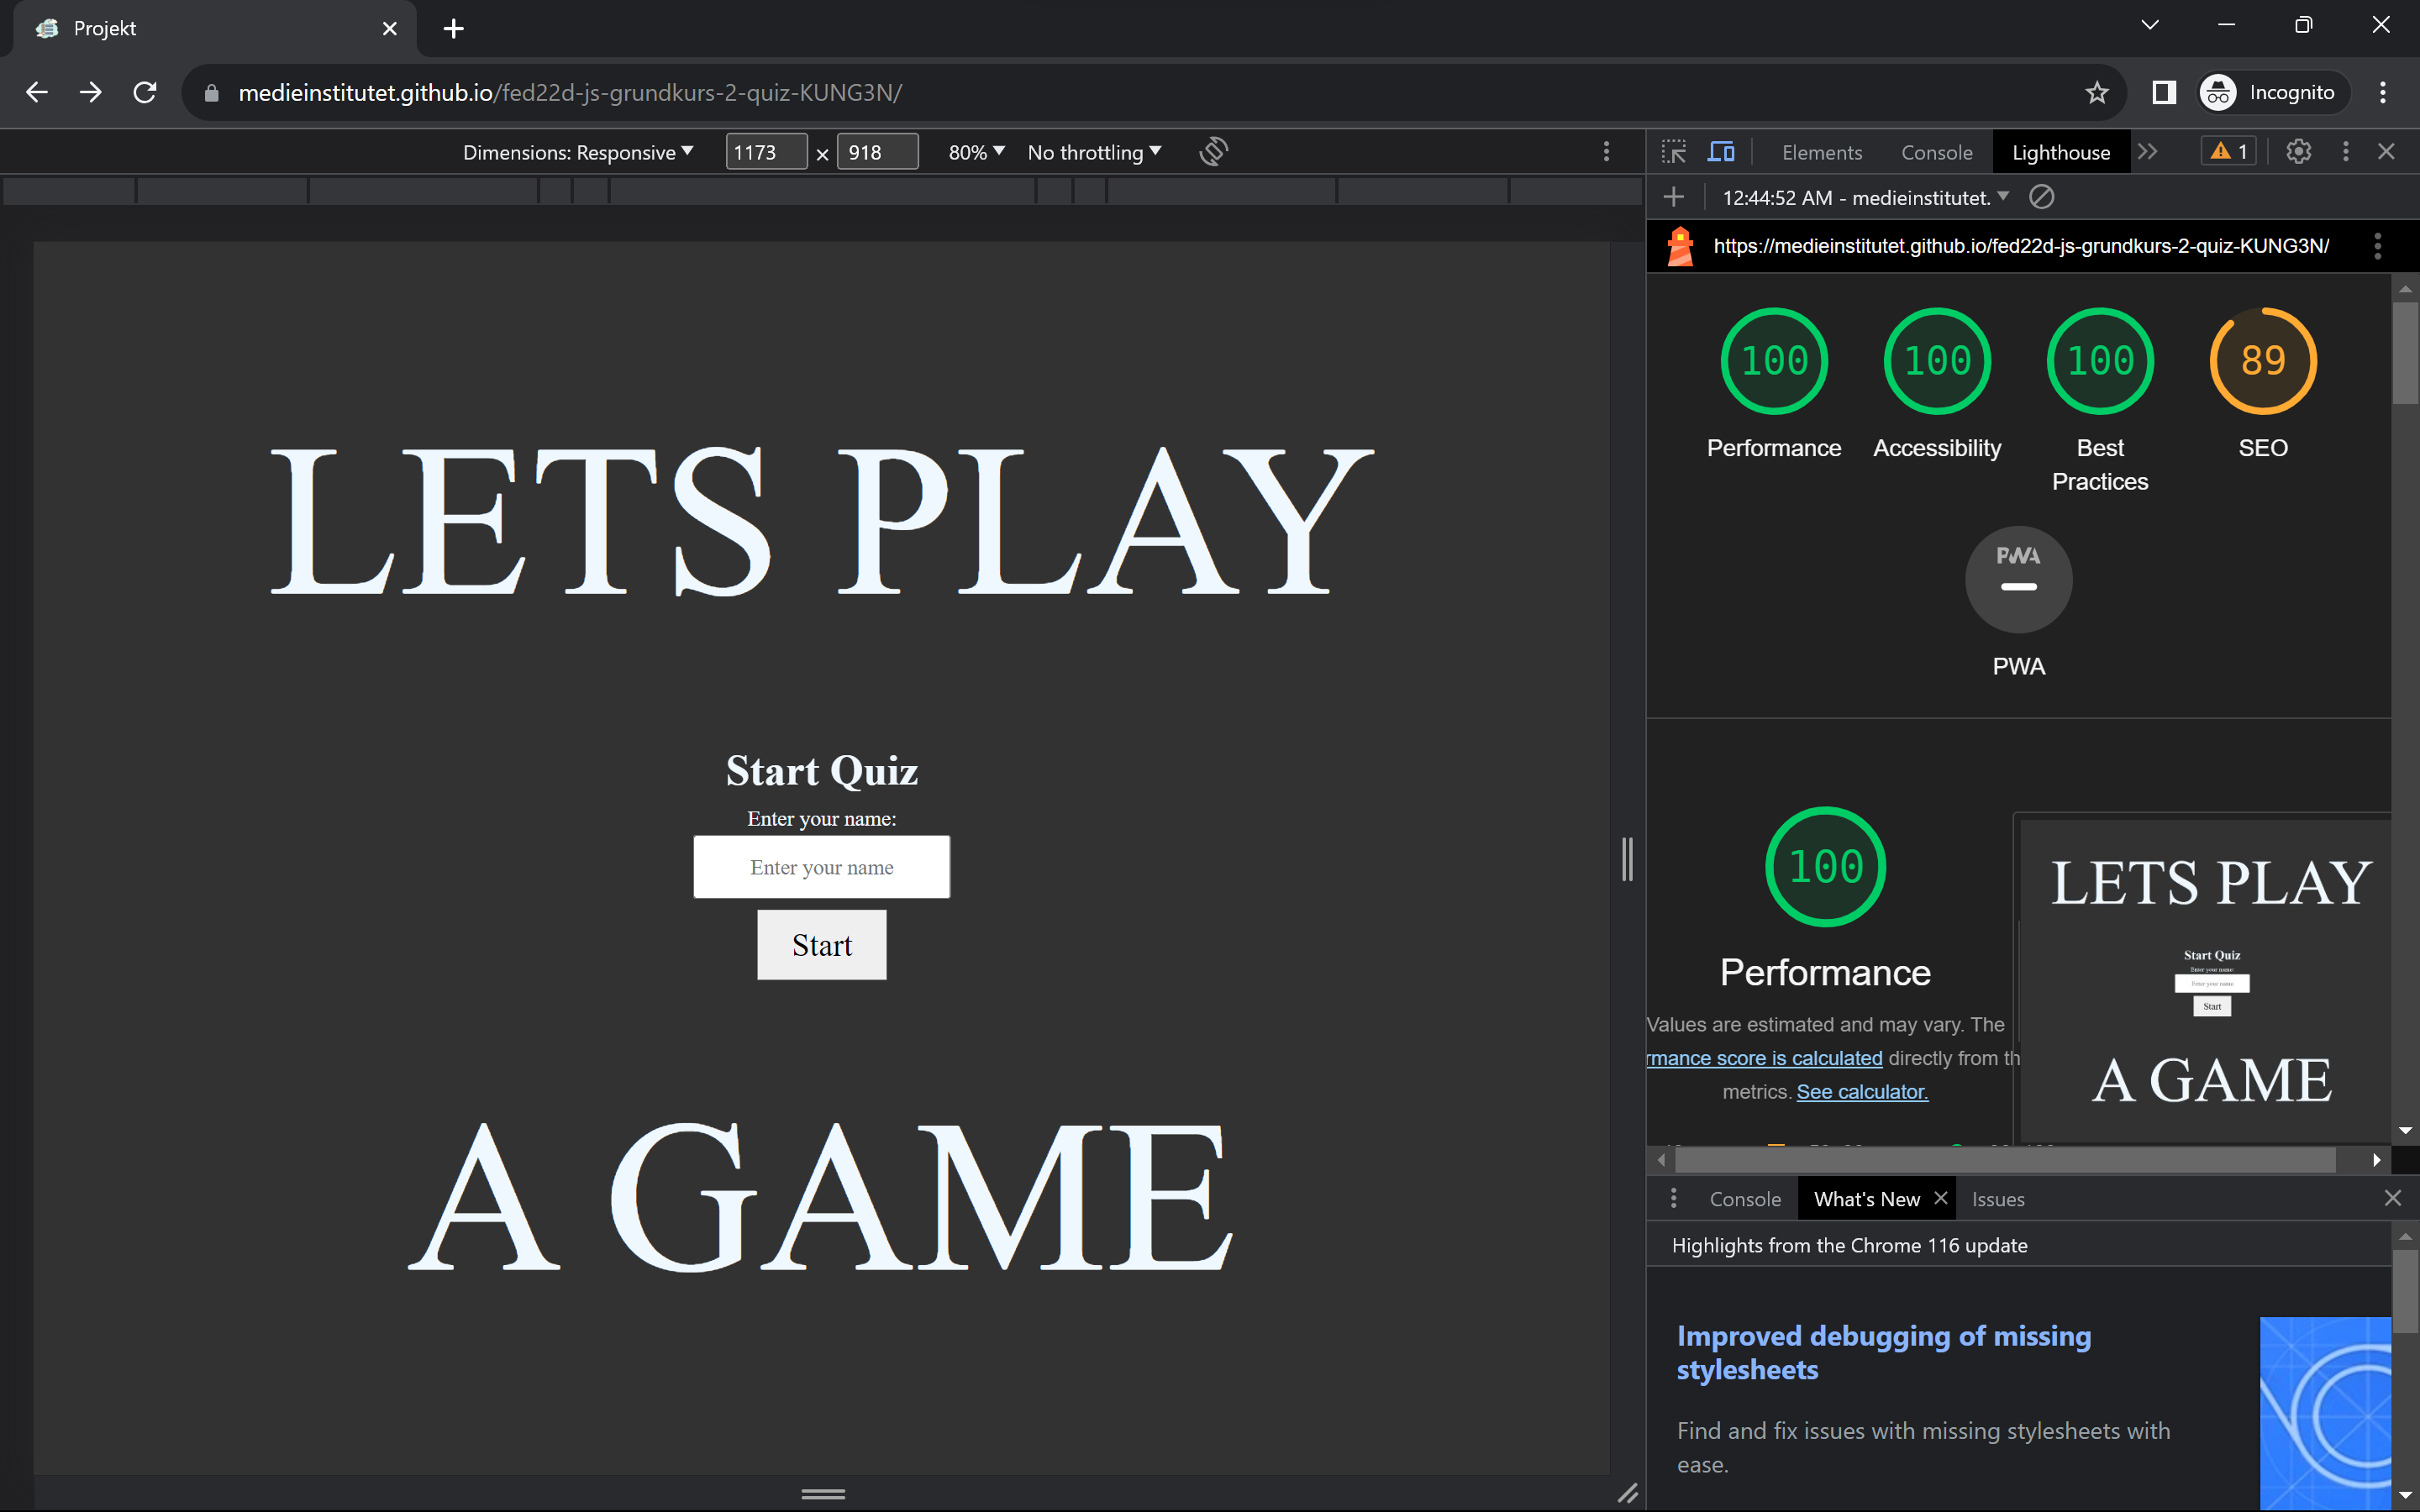 Projekt
medieinstitutet.github.io/fed22d-js-grundkurs-2-quiz-KUNG3N/
Incognito
Dimensions: Responsive
1173 × 918
80%
No throttling
LETS PLAY
Start Quiz
Enter your name:
Enter your name
Start
A GAME
Elements
Console
Lighthouse
1
12:44:52 AM - medieinstitutet.
https://medieinstitutet.github.io/fed22d-js-grundkurs-2-quiz-KUNG3N/
100
Performance
100
Accessibility
100
Best
Practices
89
SEO
PWA
PWA
100
Performance
Values are estimated and may vary. The
rmance score is calculated directly from th
metrics. See calculator.
LETS PLAY
Start Quiz
Enter your name:
Enter your name
Start
A GAME
Console
What's New
Issues
Highlights from the Chrome 116 update
Improved debugging of missing
stylesheets
Find and fix issues with missing stylesheets with
ease.